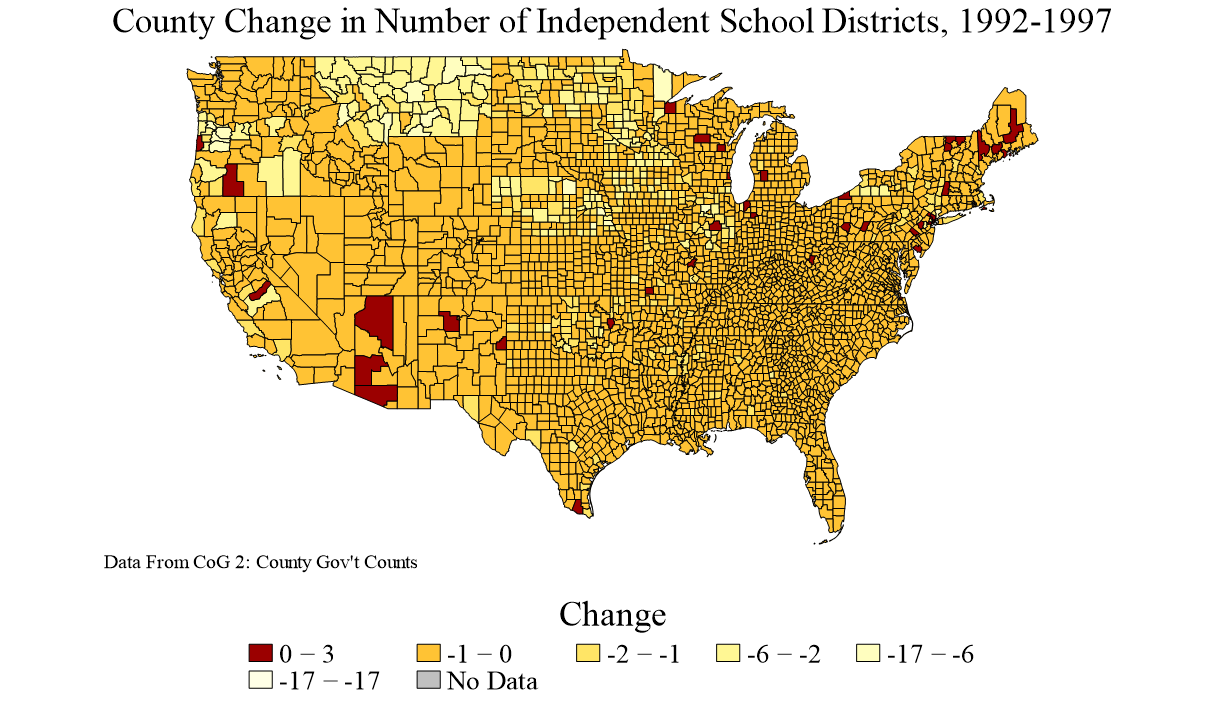 County Change in Number of Independent School Districts, 1992-1997
Data From CoG 2: County Gov't Counts
Change
0 − 3 -1 − 0 -2 − -1 -6 − -2 -17 − -6
-17 − -17 No Data